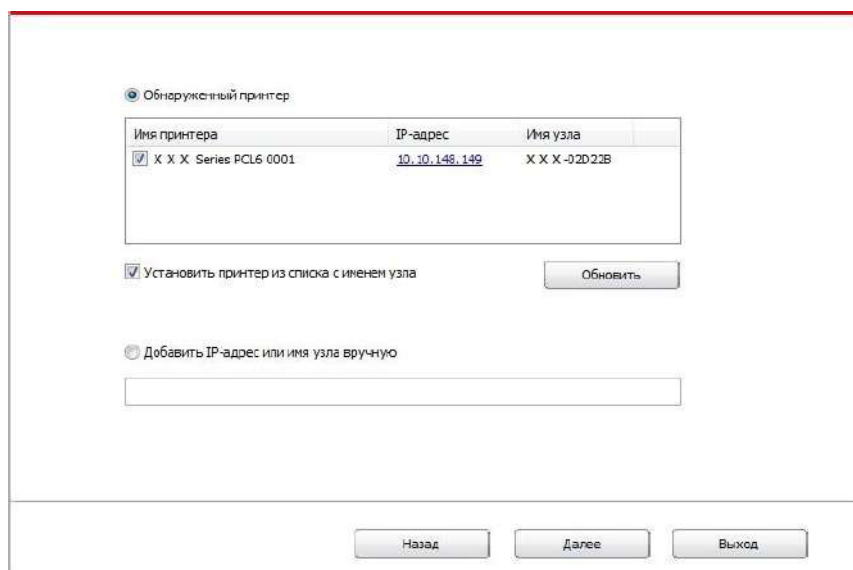 Обнаруженный принтер
Имя принтера IP-адрес Имя узла
X X X Series PCL6 0001 10.10.148.149 X X X-02D22B
Установить принтер из списка с именем узла Обновить
Добавить IP-адрес или имя узла вручную
Назад Далее Выход